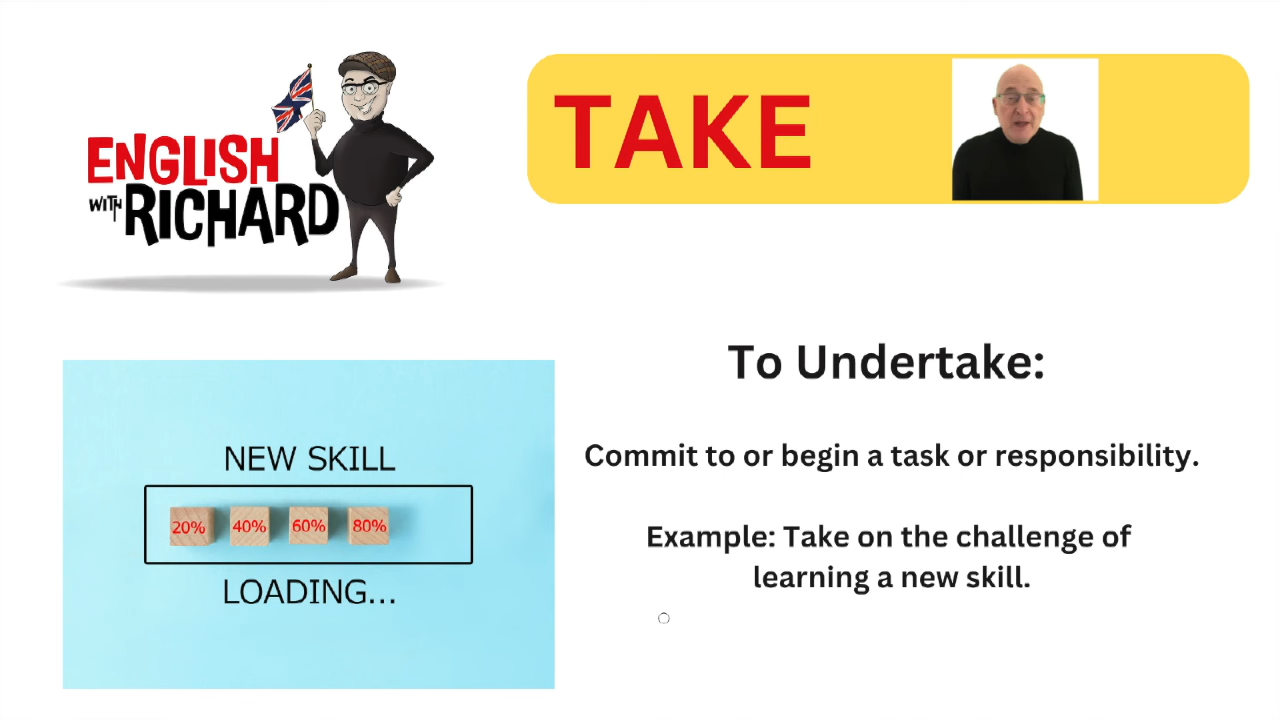 ENGLISH
WITH RICHARD
TAKE
To Undertake:
Commit to or begin a task or responsibility.
Example: Take on the challenge of
learning a new skill.
NEW SKILL
20% 40% 60% 80%
LOADING...